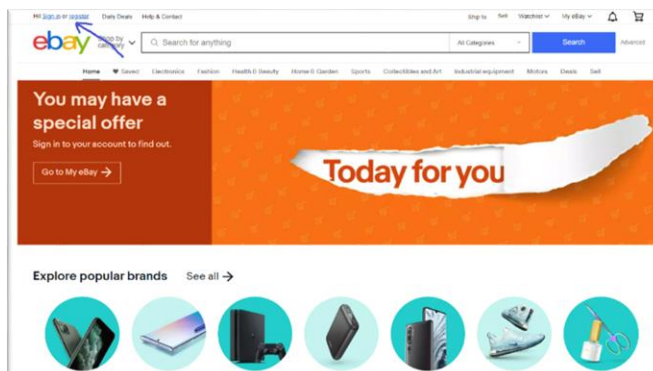 Hi! Sign in or register Daily Deals Help & Contact Ship to Sell Watchlist My eBay
ebay Shop by category Search for anything All Categories Search Advanced
Home Saved Electronics Fashion Health & Beauty Home & Garden Sports Collectibles and Art Industrial equipment Motors Deals Sell
You may have a
special offer
Sign in to your account to find out.
Go to My eBay →
Today for you
Explore popular brands See all →